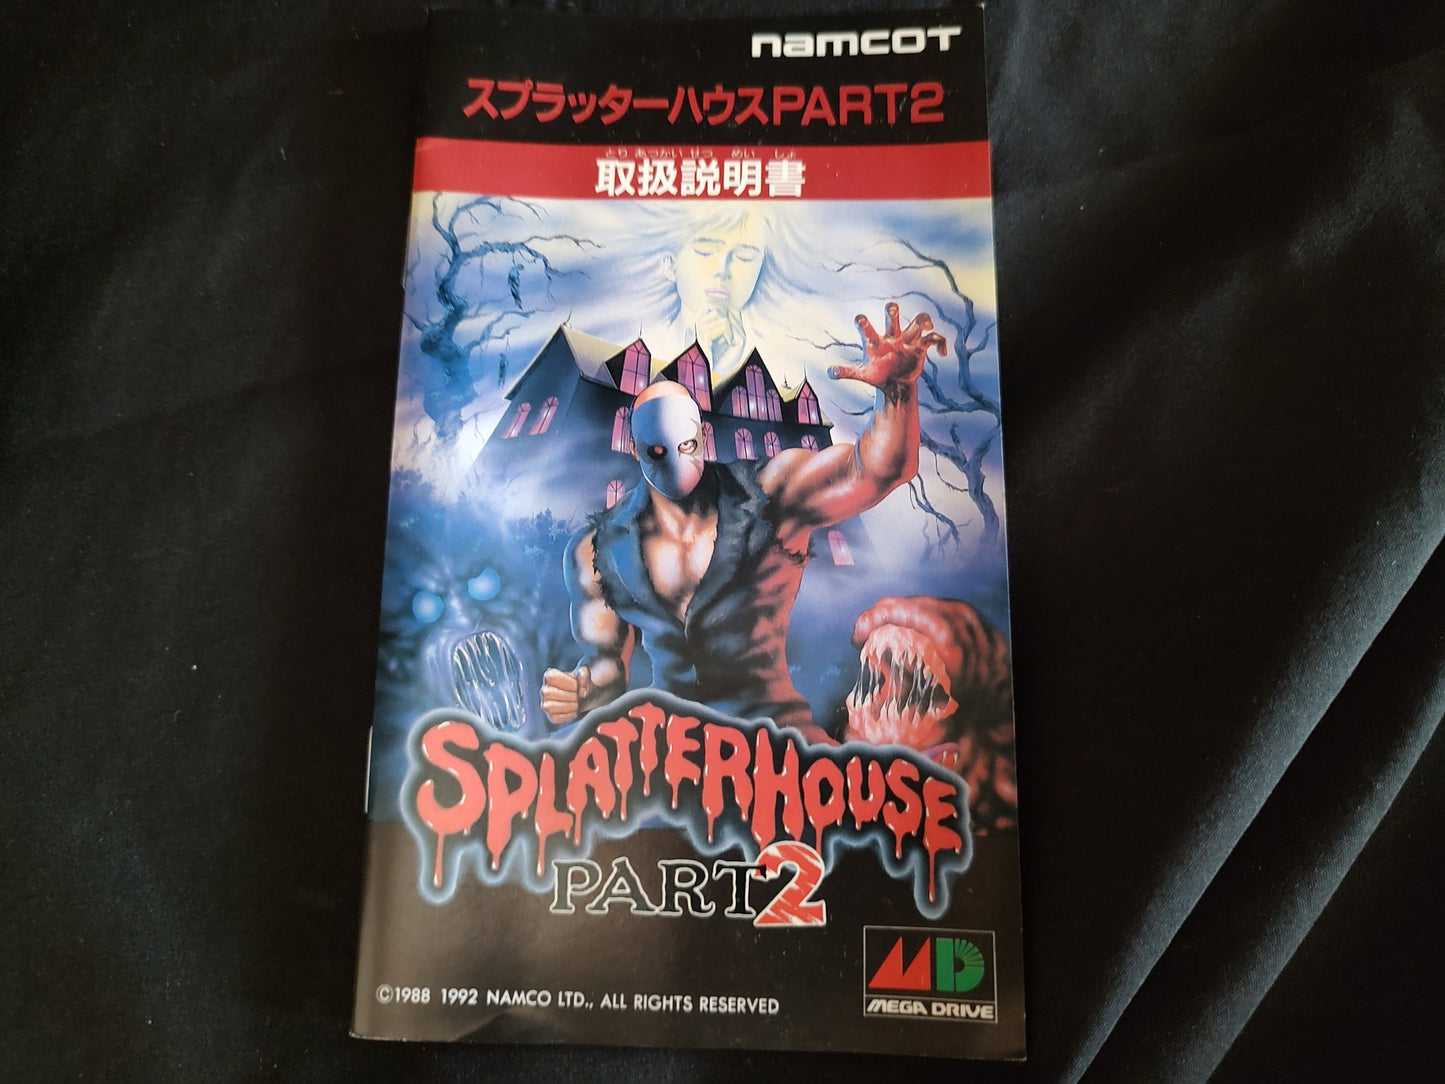 namcot
スプラッターハウスPART2
とり あつかい せつ めい しょ
取扱説明書
SPLATTERHOUSE
PART2
MD
MEGA DRIVE
©1988 1992 NAMCO LTD., ALL RIGHTS RESERVED